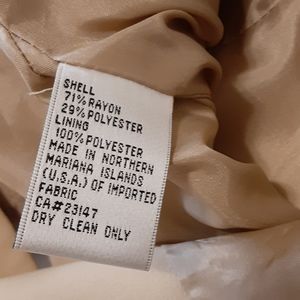 SHELL
71% RAYON
29% POLYESTER
LINING
100% POLYESTER
MADE IN NORTHERN
MARIANA ISLANDS
(U.S.A.) OF IMPORTED
FABRIC
CA#23147
DRY CLEAN ONLY